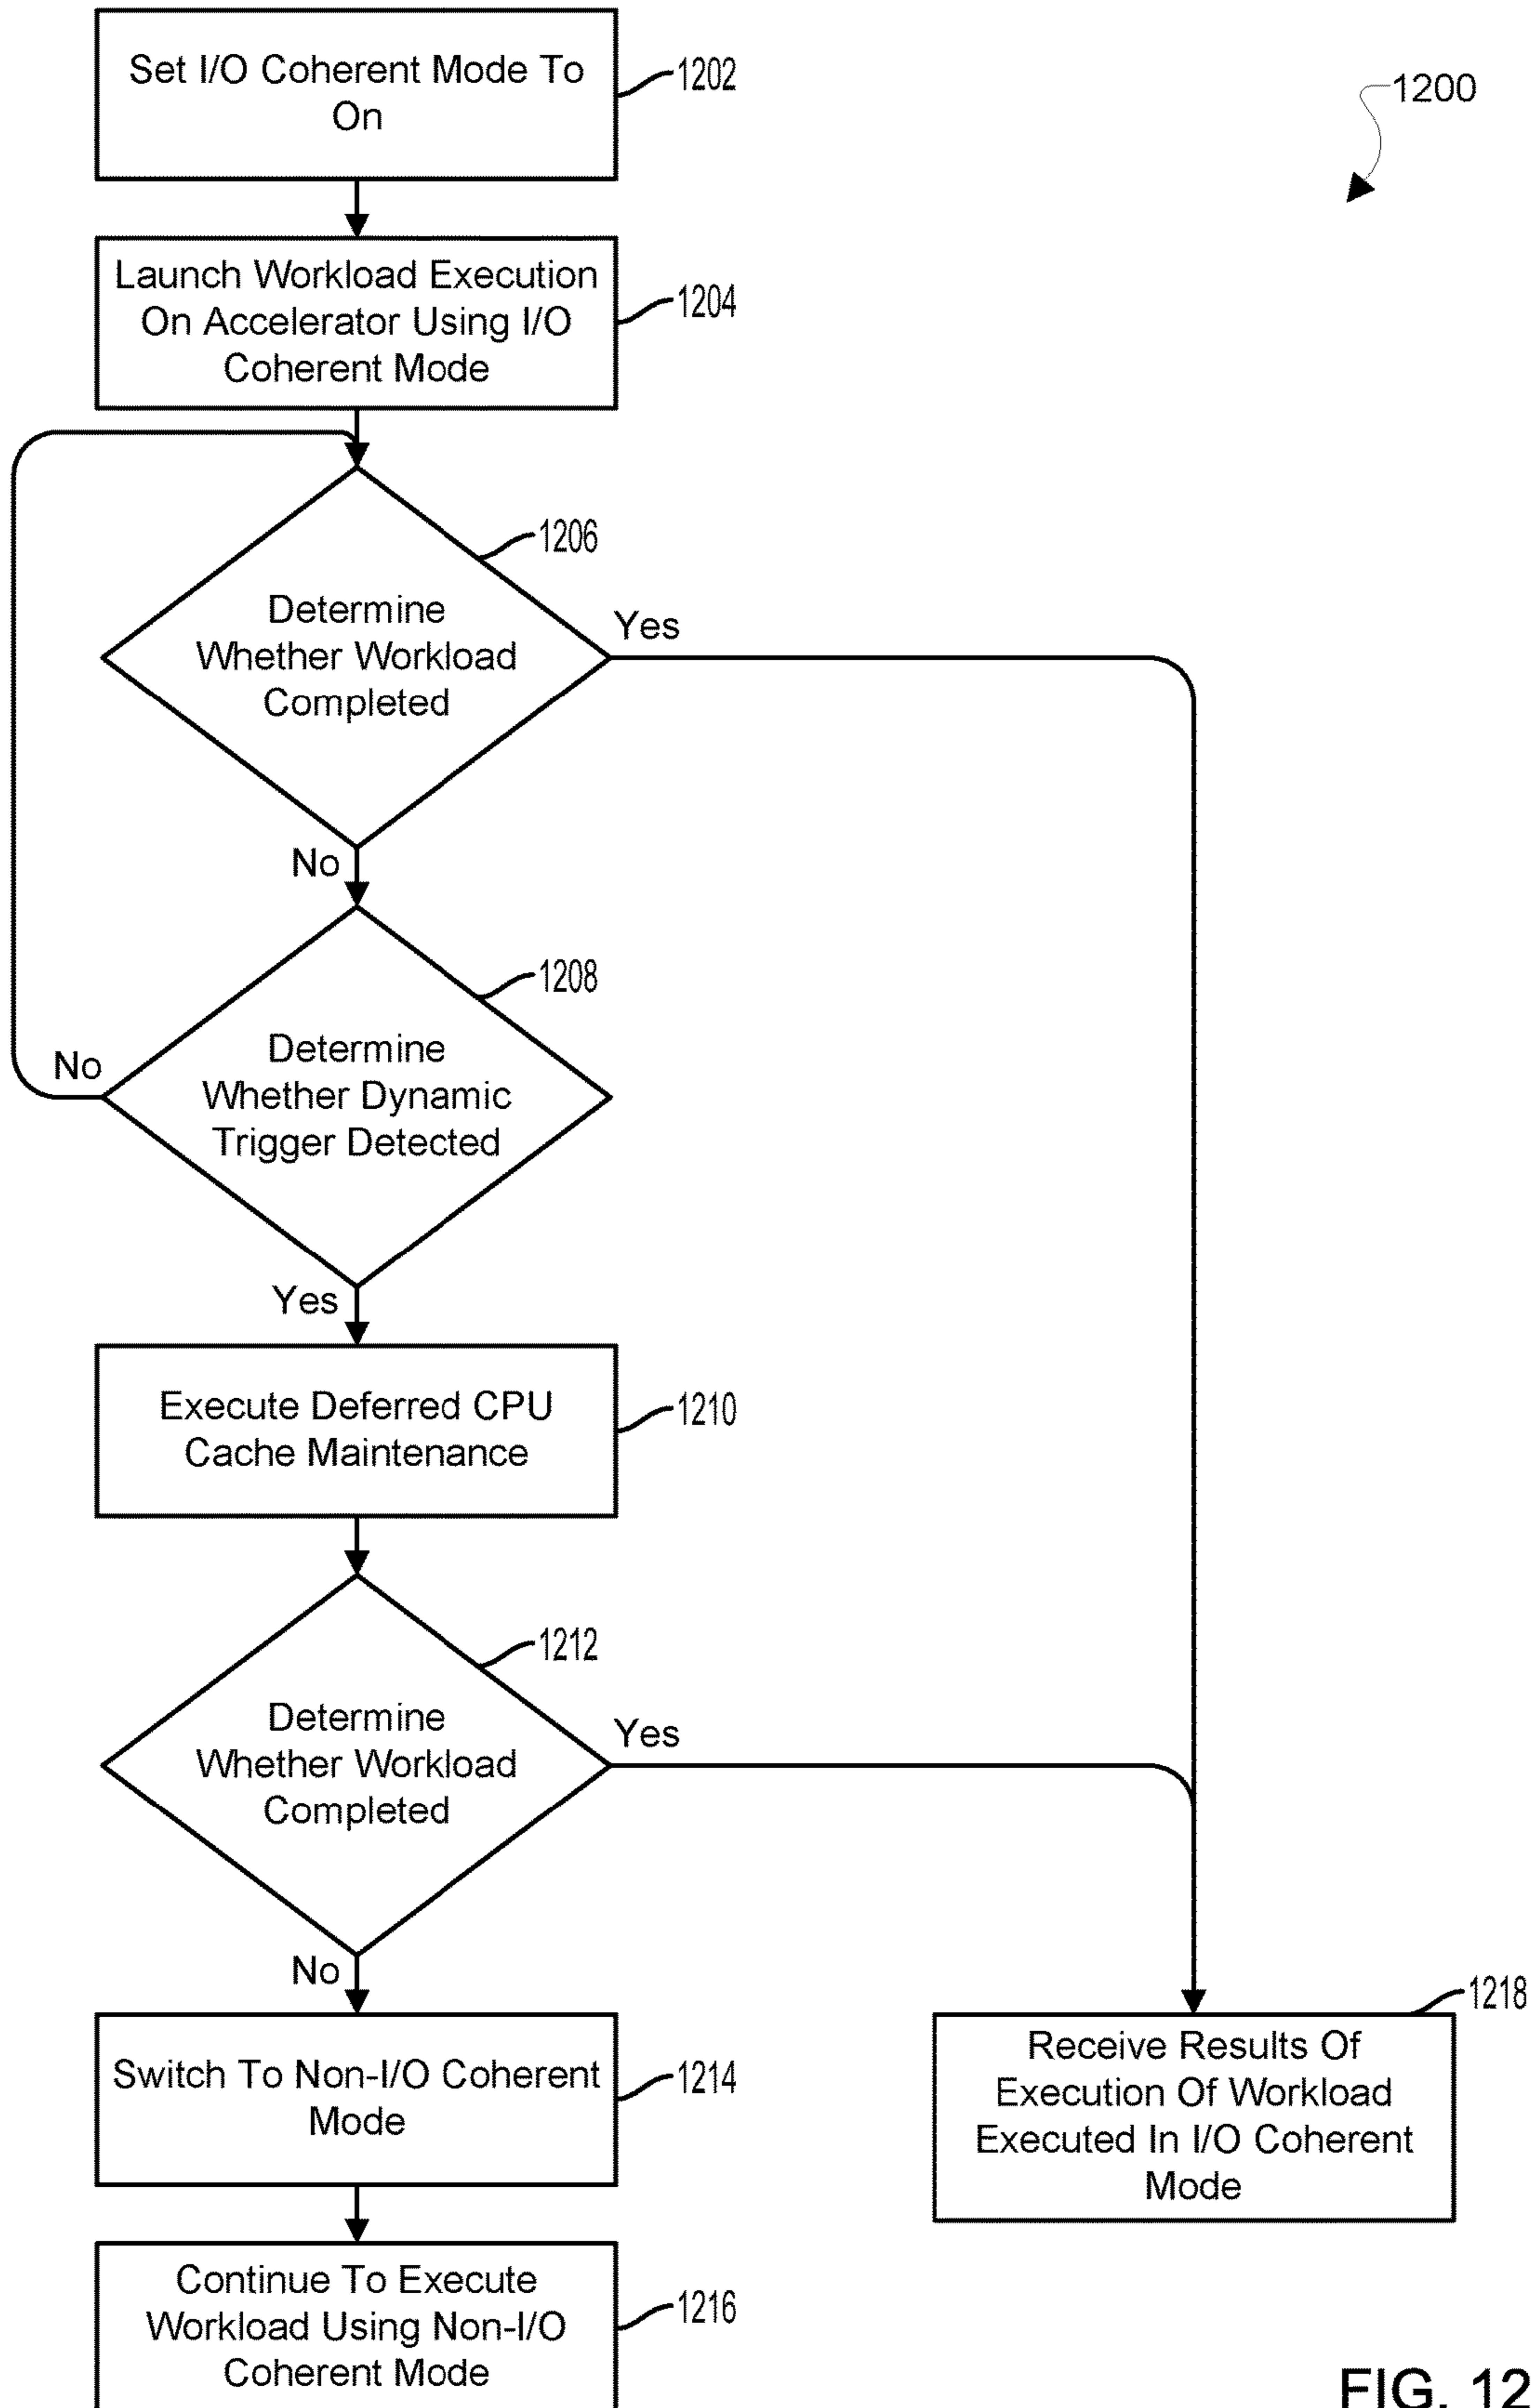 Set I/O Coherent Mode To
On
1202
1200
Launch Workload Execution
On Accelerator Using I/O
Coherent Mode
1204
1206
Determine
Whether Workload
Completed
Yes
No
1208
Determine
Whether Dynamic
Trigger Detected
No
Yes
Execute Deferred CPU
Cache Maintenance
1210
1212
Determine
Whether Workload
Completed
Yes
No
Switch To Non-I/O Coherent
Mode
1214
1218
Receive Results Of
Execution Of Workload
Executed In I/O Coherent
Mode
Continue To Execute
Workload Using Non-I/O
Coherent Mode
1216
FIG. 12